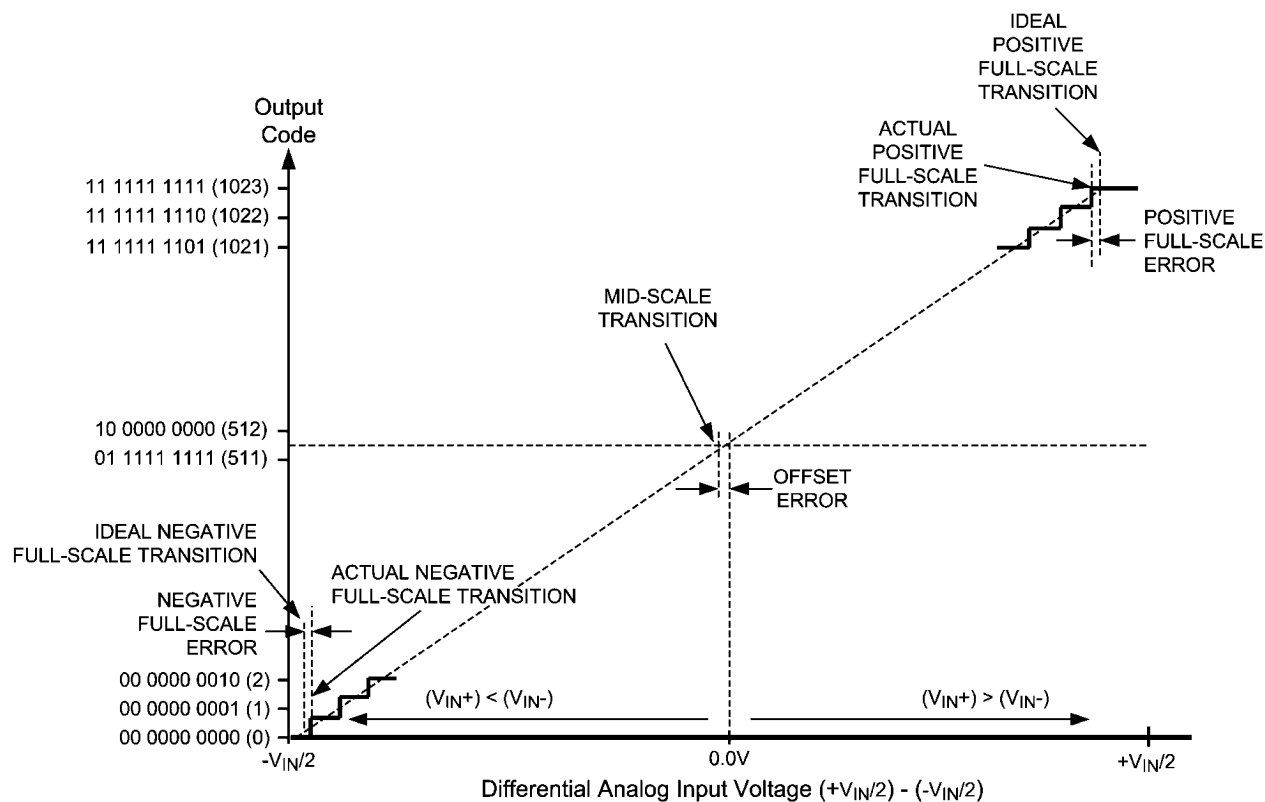 IDEAL
POSITIVE
FULL-SCALE
TRANSITION
Output
Code
ACTUAL
POSITIVE
FULL-SCALE
TRANSITION
11 1111 1111 (1023)
11 1111 1110 (1022)
11 1111 1101 (1021)
POSITIVE
FULL-SCALE
ERROR
MID-SCALE
TRANSITION
10 0000 0000 (512)
01 1111 1111 (511)
OFFSET
ERROR
IDEAL NEGATIVE
FULL-SCALE TRANSITION
ACTUAL NEGATIVE
FULL-SCALE TRANSITION
NEGATIVE
FULL-SCALE
ERROR
00 0000 0010 (2)
00 0000 0001 (1)
00 0000 0000 (0)
(VIN+) < (VIN-)
(VIN+) > (VIN-)
-VIN/2
0.0V
+VIN/2
Differential Analog Input Voltage (+VIN/2) - (-VIN/2)